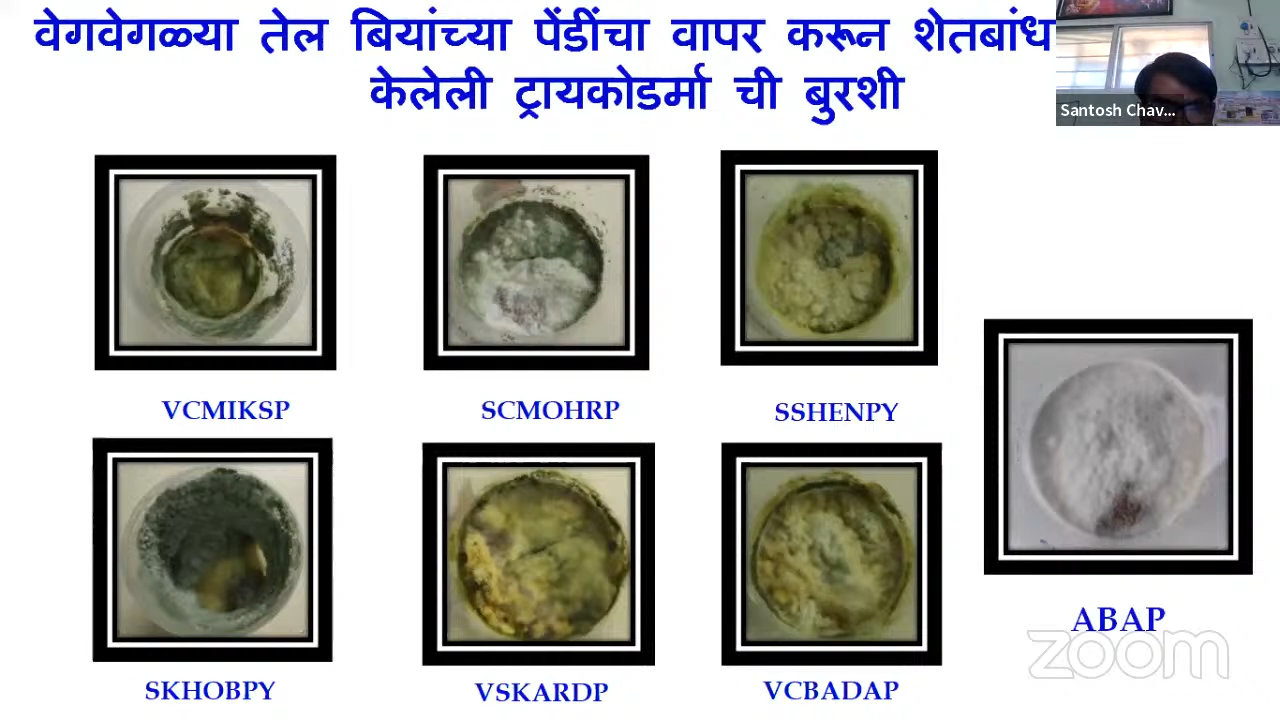 वेगवेगळ्या तेल बियांच्या पेंडींचा वापर करून शेतबांध
केलेली ट्रायकोडर्मा ची बुरशी
Santosh Chav...
VCMIKSP
SCMOHRP
SSHENPY
SKHOBPY
VSKARDP
VCBADAP
ABAP
zoom